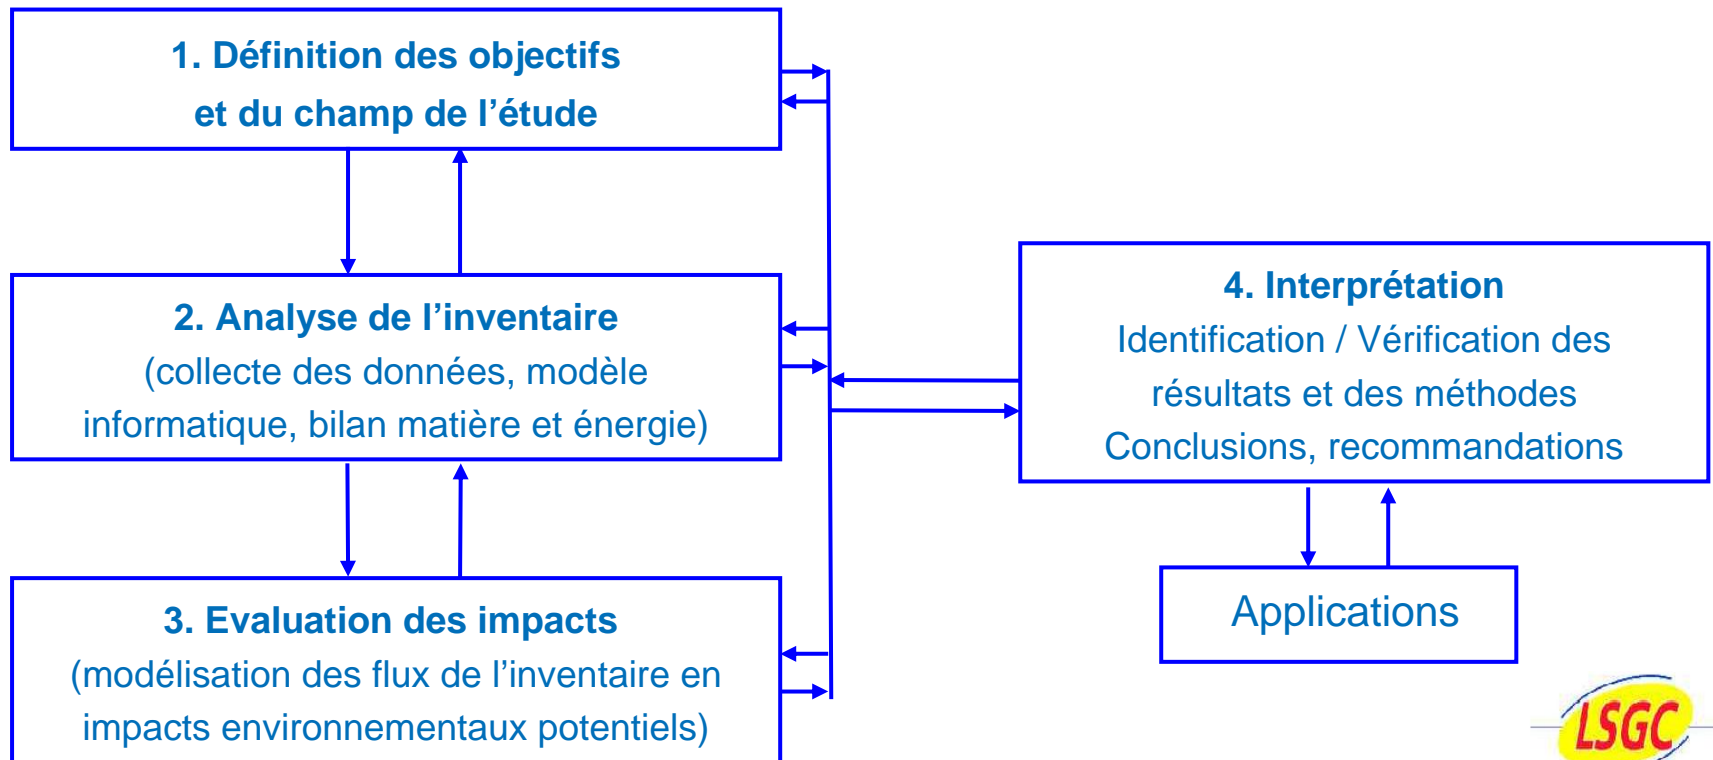 1. Définition des objectifs
et du champ de l’étude
2. Analyse de l’inventaire
(collecte des données, modèle
informatique, bilan matière et énergie)
3. Evaluation des impacts
(modélisation des flux de l’inventaire en
impacts environnementaux potentiels)
4. Interprétation
Identification / Vérification des
résultats et des méthodes
Conclusions, recommandations
Applications
LSGC